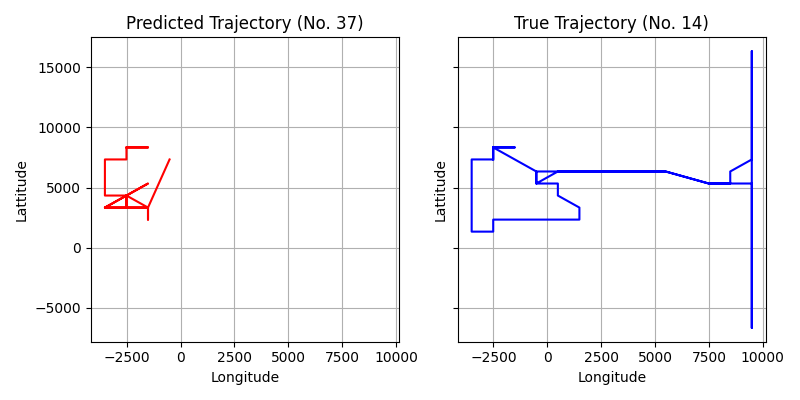 Predicted Trajectory (No. 37)
True Trajectory (No. 14)
15000
10000
5000
0
−5000
Lattitude
Lattitude
−2500 0 2500 5000 7500 10000
−2500 0 2500 5000 7500 10000
Longitude
Longitude